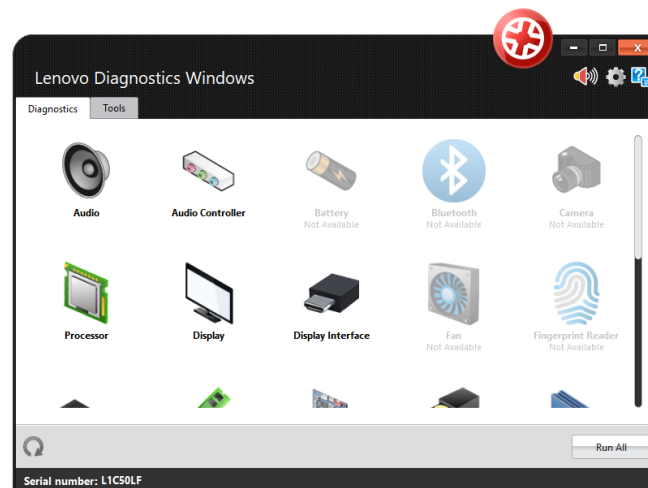 Lenovo Diagnostics Windows
Diagnostics Tools
Audio Audio Controller Battery Bluetooth Camera
Not Available Not Available Not Available
Processor Display Display Interface Fan Fingerprint Reader
Not Available Not Available
Run All
Serial number: L1C50LF